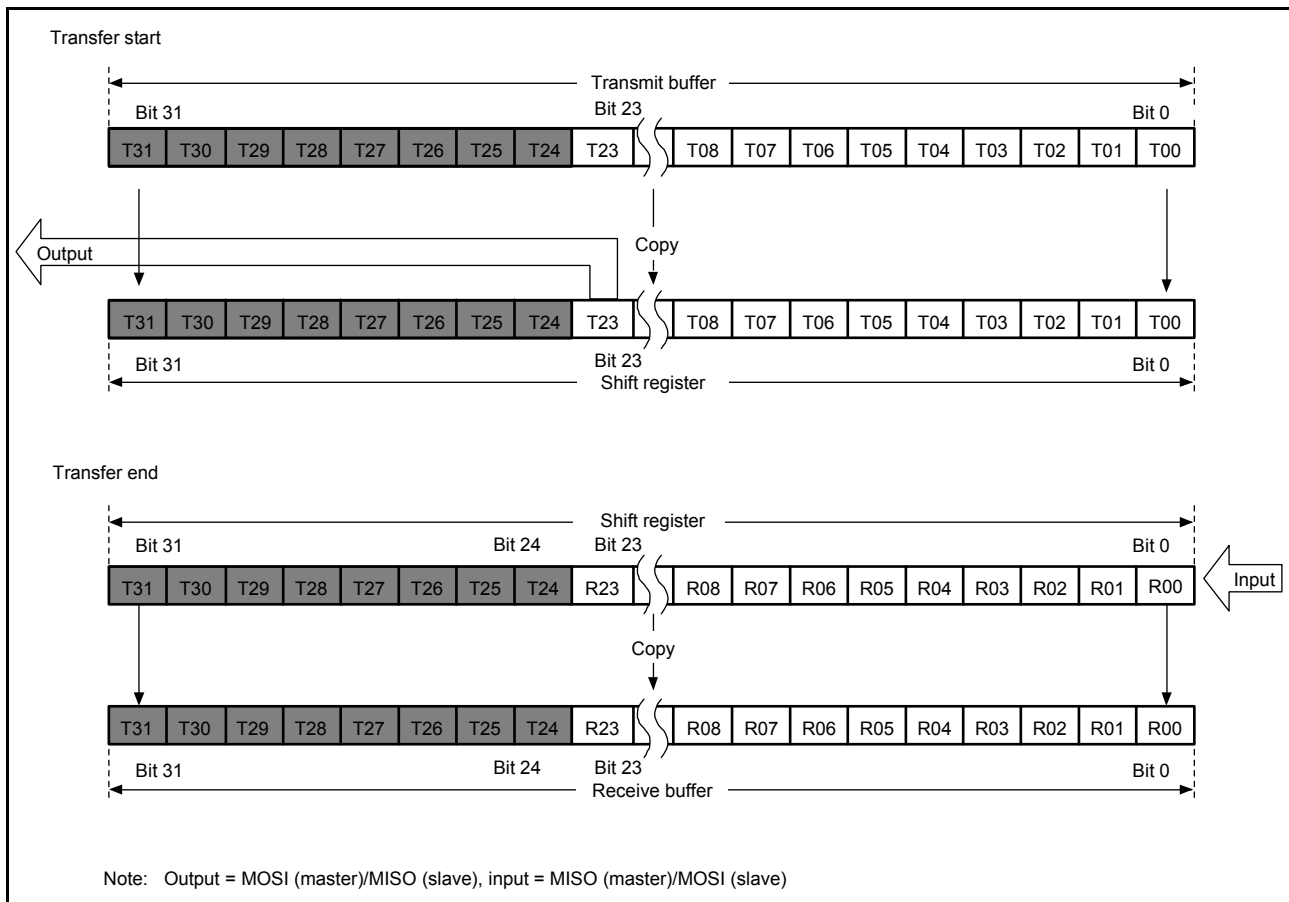 Transfer start
Transmit buffer
Bit 31 Bit 23 Bit 0
T31 T30 T29 T28 T27 T26 T25 T24 T23 T08 T07 T06 T05 T04 T03 T02 T01 T00
Output Copy
T31 T30 T29 T28 T27 T26 T25 T24 T23 T08 T07 T06 T05 T04 T03 T02 T01 T00
Bit 31 Bit 23 Bit 0
Shift register
Transfer end
Shift register
Bit 31 Bit 24 Bit 23 Bit 0
T31 T30 T29 T28 T27 T26 T25 T24 R23 R08 R07 R06 R05 R04 R03 R02 R01 R00 Input
Copy
T31 T30 T29 T28 T27 T26 T25 T24 R23 R08 R07 R06 R05 R04 R03 R02 R01 R00
Bit 31 Bit 24 Bit 23 Bit 0
Receive buffer
Note: Output = MOSI (master)/MISO (slave), input = MISO (master)/MOSI (slave)